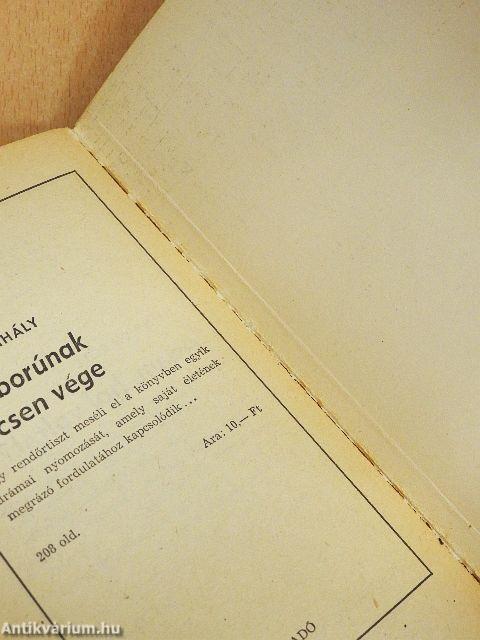 HÁLY
borúnak
csen vége
y rendőrtiszt meséli el a könyvben egyik
drámai nyomozását, amely saját életének
megrázó fordulatához kapcsolódik...
Ára: 10,— Ft
208 old.
ADÓ
Antikvárium.hu